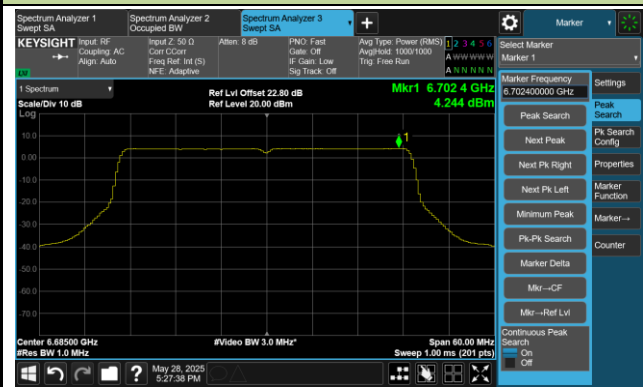 Spectrum Analyzer 1
Swept SA
Spectrum Analyzer 2
Occupied BW
Spectrum Analyzer 3
Swept SA
Marker
KEYSIGHT
Input: RF
Coupling: AC
Align: Auto
Input Z: 50 Ω
Corr CCorr
Freq Ref: Int (S)
NFE: Adaptive
Atten: 8 dB
PNO: Fast
Gate: Off
IF Gain: Low
Sig Track: Off
Avg Type: Power (RMS)
Avg|Hold: 1000/1000
Trig: Free Run
1 2 3 4 5 6
A W W W W W
A N N N N N
LXI
Select Marker
Marker 1
1 Spectrum
Scale/Div 10 dB
Log
Ref Lvl Offset 22.80 dB
Ref Level 20.00 dBm
Mkr1 6.702 4 GHz
4.244 dBm
10.0
0.00
-10.0
-20.0
-30.0
-40.0
-50.0
-60.0
-70.0
1
Center 6.68500 GHz
#Res BW 1.0 MHz
#Video BW 3.0 MHz*
Span 60.00 MHz
Sweep 1.00 ms (201 pts)
Marker Frequency
6.702400000 GHz
Peak Search
Next Peak
Next Pk Right
Next Pk Left
Minimum Peak
Pk-Pk Search
Marker Delta
Mkr→CF
Mkr→Ref Lvl
Continuous Peak
Search
On
Off
Settings
Peak
Search
Pk Search
Config
Properties
Marker
Function
Marker→
Counter
May 28, 2025
5:27:38 PM